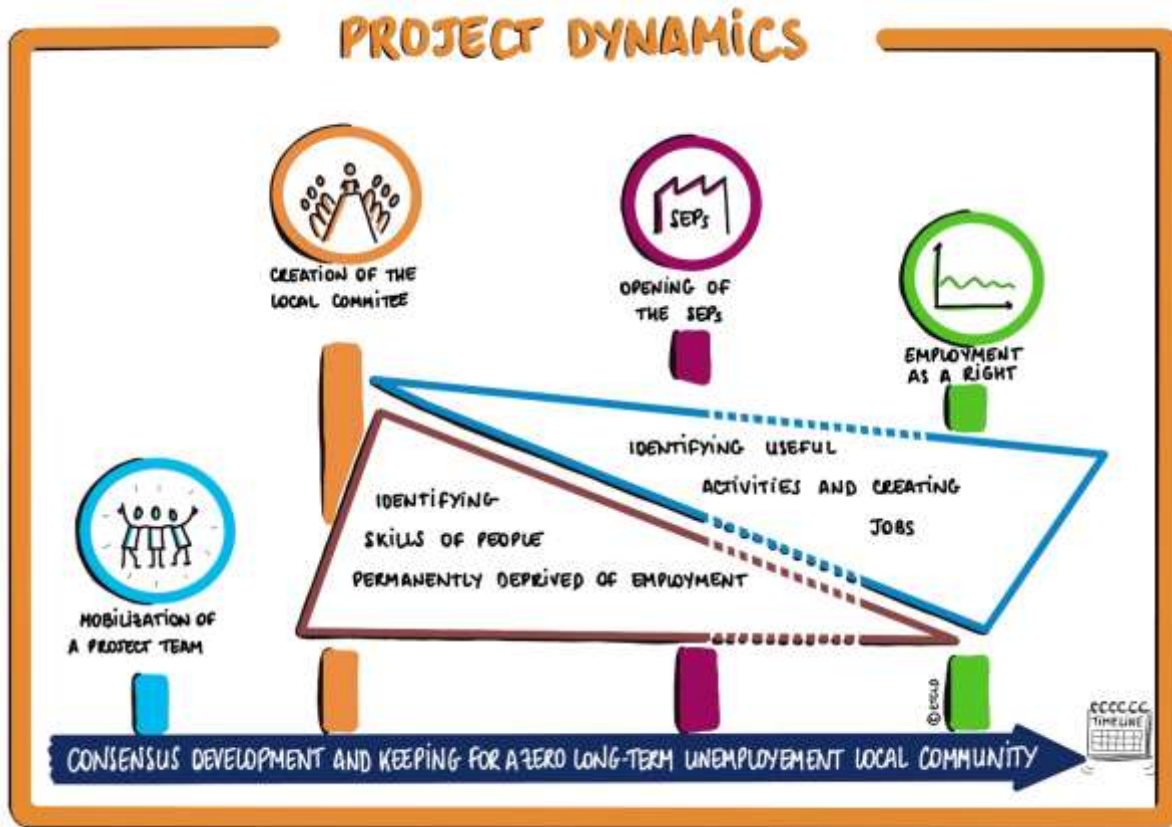 PROJECT DYNAMICS
CREATION OF THE
LOCAL COMMITEE
SEPs
OPENING OF
THE SEPs
EMPLOYMENT
AS A RIGHT
IDENTIFYING USEFUL
ACTIVITIES AND CREATING
JOBS
IDENTIFYING
SKILLS OF PEOPLE
PERMANENTLY DEPRIVED OF EMPLOYMENT
MOBILIZATION OF
A PROJECT TEAM
© ETCLD
TIMELINE
CONSENSUS DEVELOPMENT AND KEEPING FOR A ZERO LONG-TERM UNEMPLOYEMENT LOCAL COMMUNITY